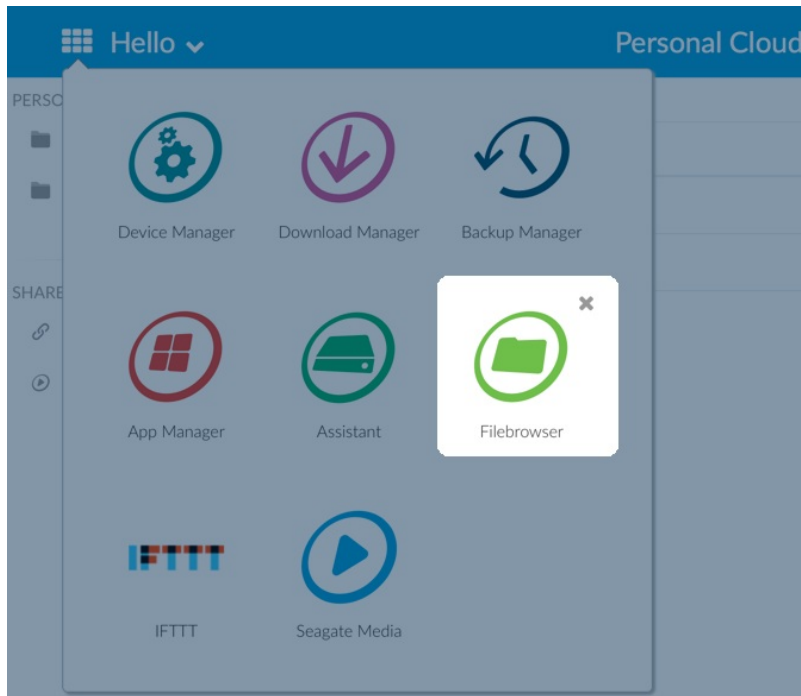 Hello
Personal Cloud
PERSO
Device Manager
Download Manager
Backup Manager
SHARE
App Manager
Assistant
Filebrowser
IFTTT
IFTTT
Seagate Media